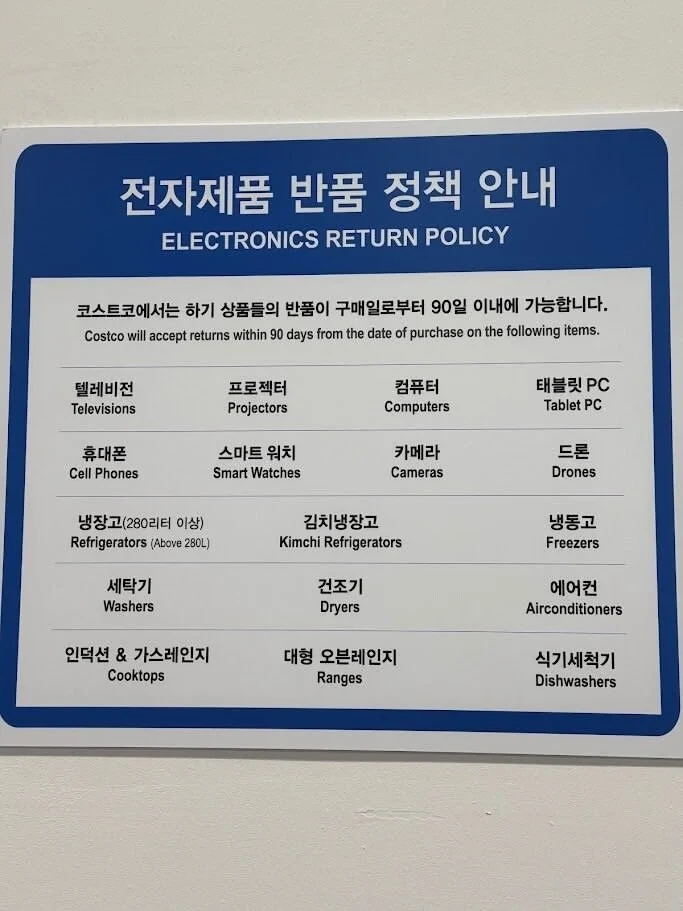 전자제품 반품 정책 안내
ELECTRONICS RETURN POLICY
코스트코에서는 하기 상품들의 반품이 구매일로부터 90일 이내에 가능합니다.
Costco will accept returns within 90 days from the date of purchase on the following items.
텔레비전 프로젝터 컴퓨터 태블릿 PC
Televisions Projectors Computers Tablet PC
휴대폰 스마트 워치 카메라 드론
Cell Phones Smart Watches Cameras Drones
냉장고(280리터 이상) 김치냉장고 냉동고
Refrigerators (Above 280L) Kimchi Refrigerators Freezers
세탁기 건조기 에어컨
Washers Dryers Airconditioners
인덕션 & 가스레인지 대형 오븐레인지 식기세척기
Cooktops Ranges Dishwashers